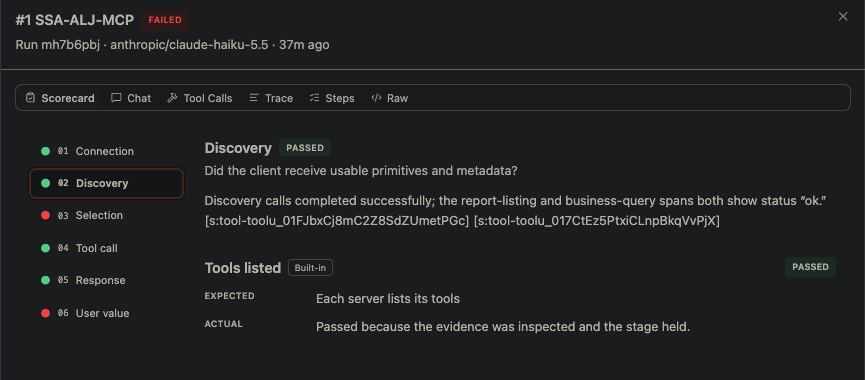 #1 SSA-ALJ-MCP FAILED
Run mh7b6pbj · anthropic/claude-haiku-5.5 · 37m ago
Scorecard Chat Tool Calls Trace Steps Raw
01 Connection
02 Discovery
03 Selection
04 Tool call
05 Response
06 User value
Discovery PASSED
Did the client receive usable primitives and metadata?
Discovery calls completed successfully; the report-listing and business-query spans both show status “ok.”
[s:tool-toolu_01FJbxCj8mC2Z8SdZUmetPGc] [s:tool-toolu_017CtEz5PtxiCLnpBkqVvPjX]
Tools listed Built-in PASSED
EXPECTED Each server lists its tools
ACTUAL Passed because the evidence was inspected and the stage held.